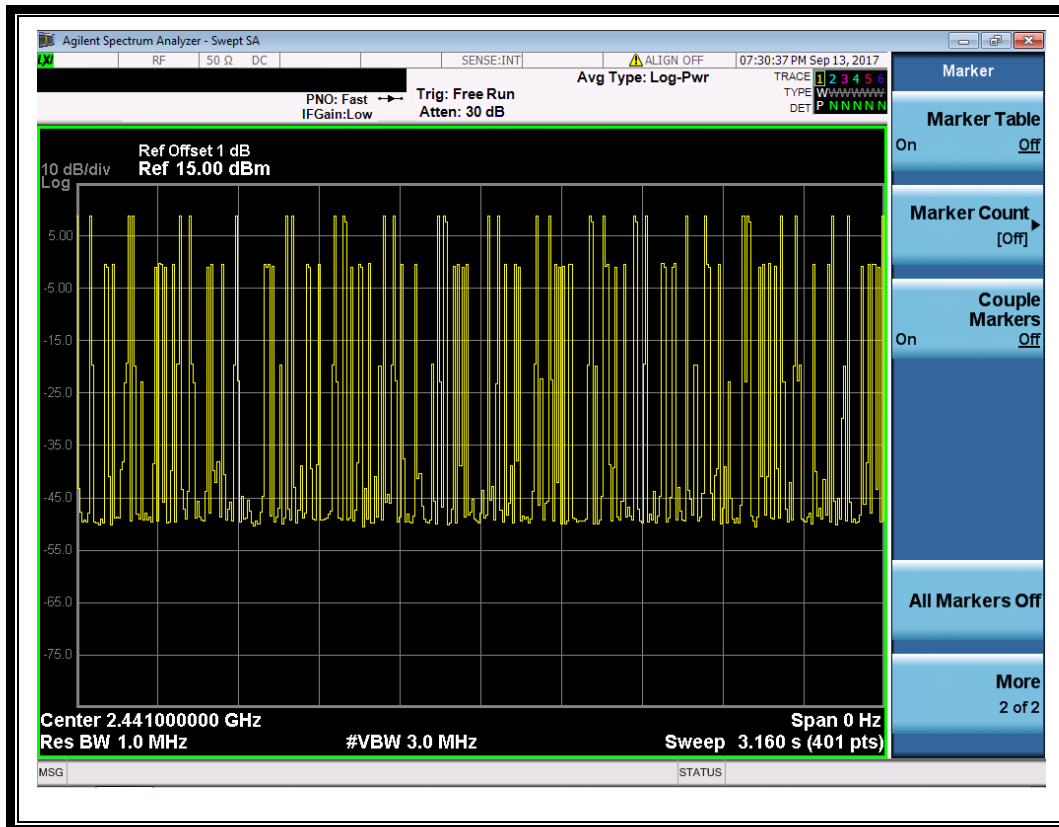 Agilent Spectrum Analyzer - Swept SA
LXI RF 50 Ω DC SENSE:INT ALIGN OFF 07:30:37 PM Sep 13, 2017
Avg Type: Log-Pwr TRACE 1 2 3 4 5 6
PNO: Fast Trig: Free Run TYPE WWWWWW
IFGain:Low Atten: 30 dB DET P N N N N N
Ref Offset 1 dB
10 dB/div Ref 15.00 dBm
Log
5.00
-5.00
-15.0
-25.0
-35.0
-45.0
-55.0
-65.0
-75.0
Center 2.441000000 GHz Span 0 Hz
Res BW 1.0 MHz #VBW 3.0 MHz Sweep 3.160 s (401 pts)
MSG STATUS
Marker
Marker Table
On Off
Marker Count
[Off]
Couple
Markers
On Off
All Markers Off
More
2 of 2